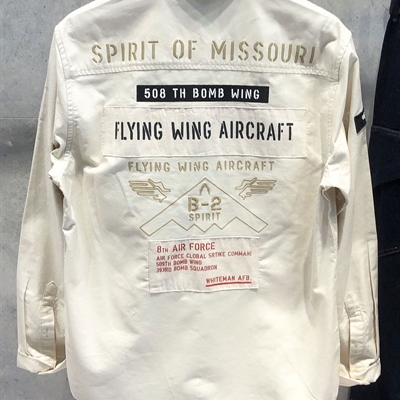 SPIRIT OF MISSOURI
508 TH BOMB WING
FLYING WING AIRCRAFT
FLYING WING AIRCRAFT
B-2
SPIRIT
8TH AIR FORCE
AIR FORCE GLOBAL SRTIKE COMMAND
509TH BOMB WING
393RD BOMB SQUADRON
WHITEMAN AFB.